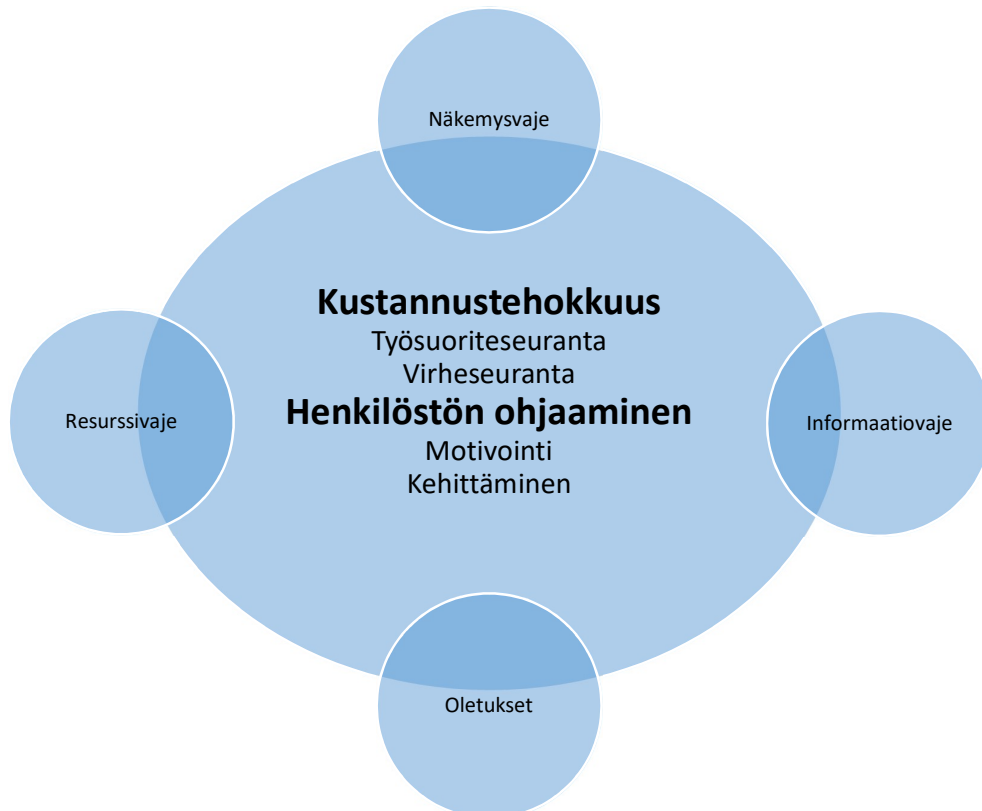 Näkemysvaje
Kustannustehokkuus
Työsuoriteseuranta
Virheseuranta
Henkilöstön ohjaaminen
Motivointi
Kehittäminen
Resurssivaje
Informaatiovaje
Oletukset